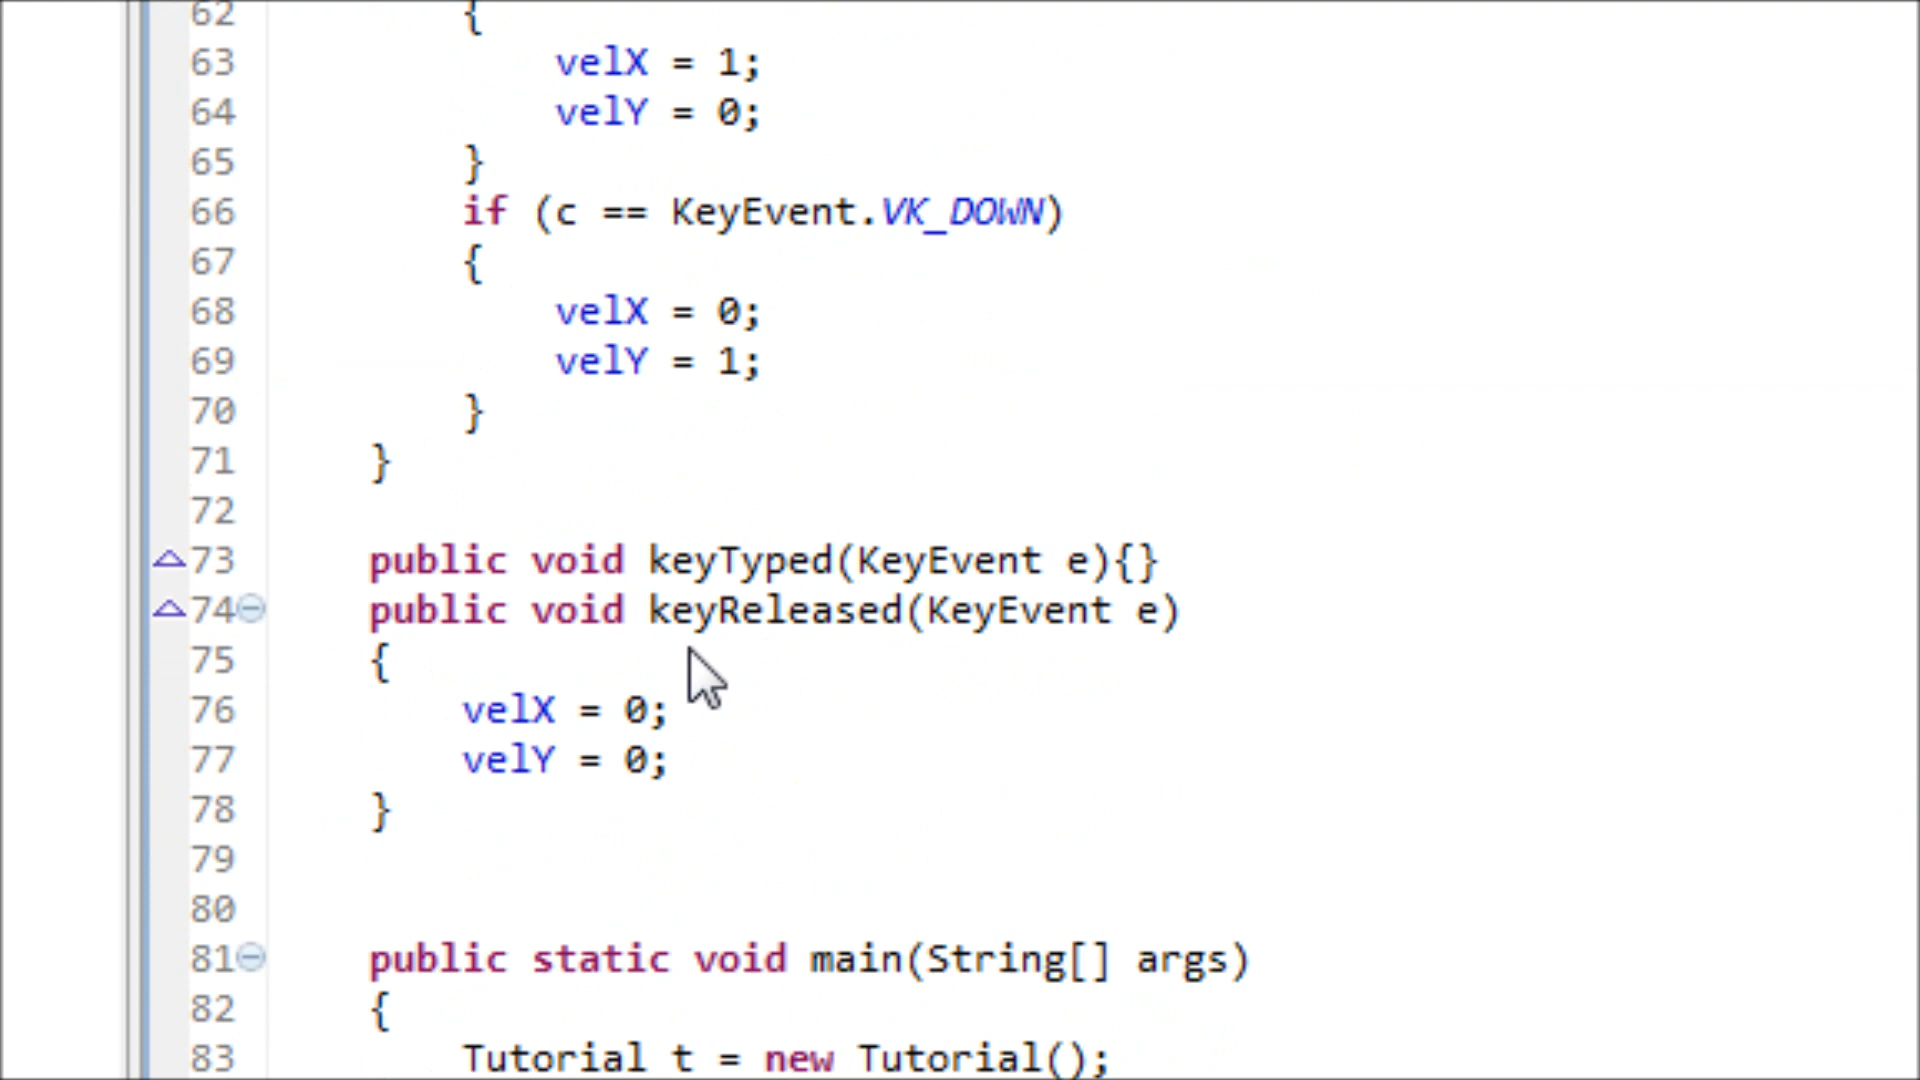 62 {
63 velX = 1;
64 velY = 0;
65 }
66 if (c == KeyEvent.VK_DOWN)
67 {
68 velX = 0;
69 velY = 1;
70 }
71 }
72
73 public void keyTyped(KeyEvent e){}
74 public void keyReleased(KeyEvent e)
75 {
76 velX = 0;
77 velY = 0;
78 }
79
80
81 public static void main(String[] args)
82 {
83 Tutorial t = new Tutorial();